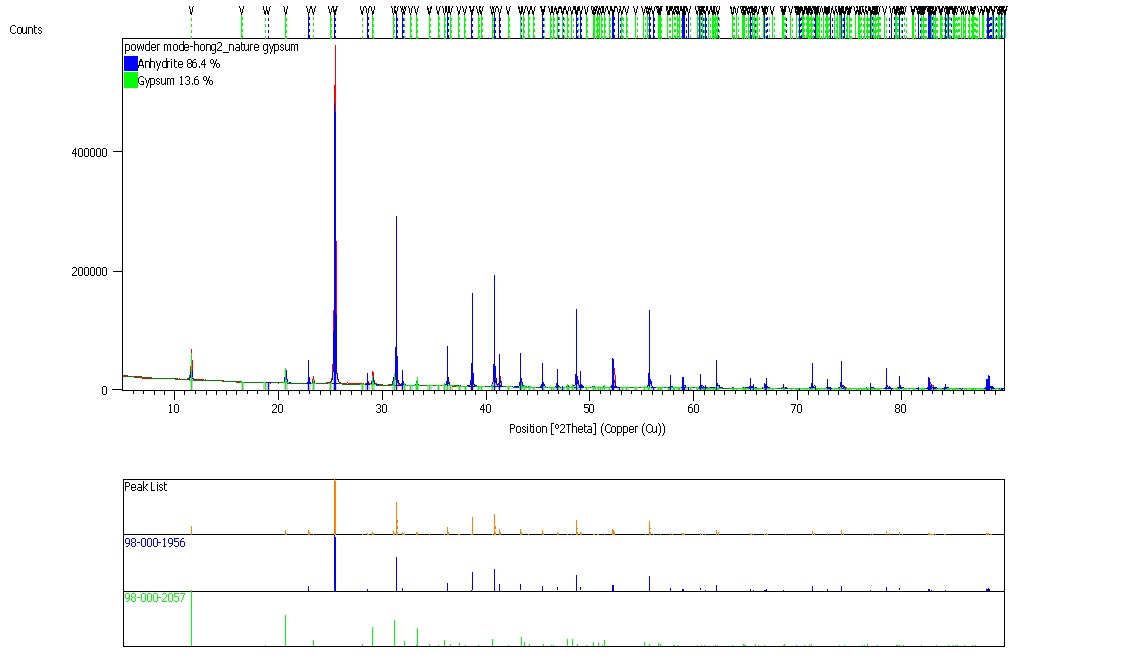 Counts
powder mode-hong2_nature gypsum
Anhydrite 86.4 %
Gypsum 13.6 %
400000
200000
0
10 20 30 40 50 60 70 80
Position [°2Theta] (Copper (Cu))
Peak List
98-000-1956
98-000-2057